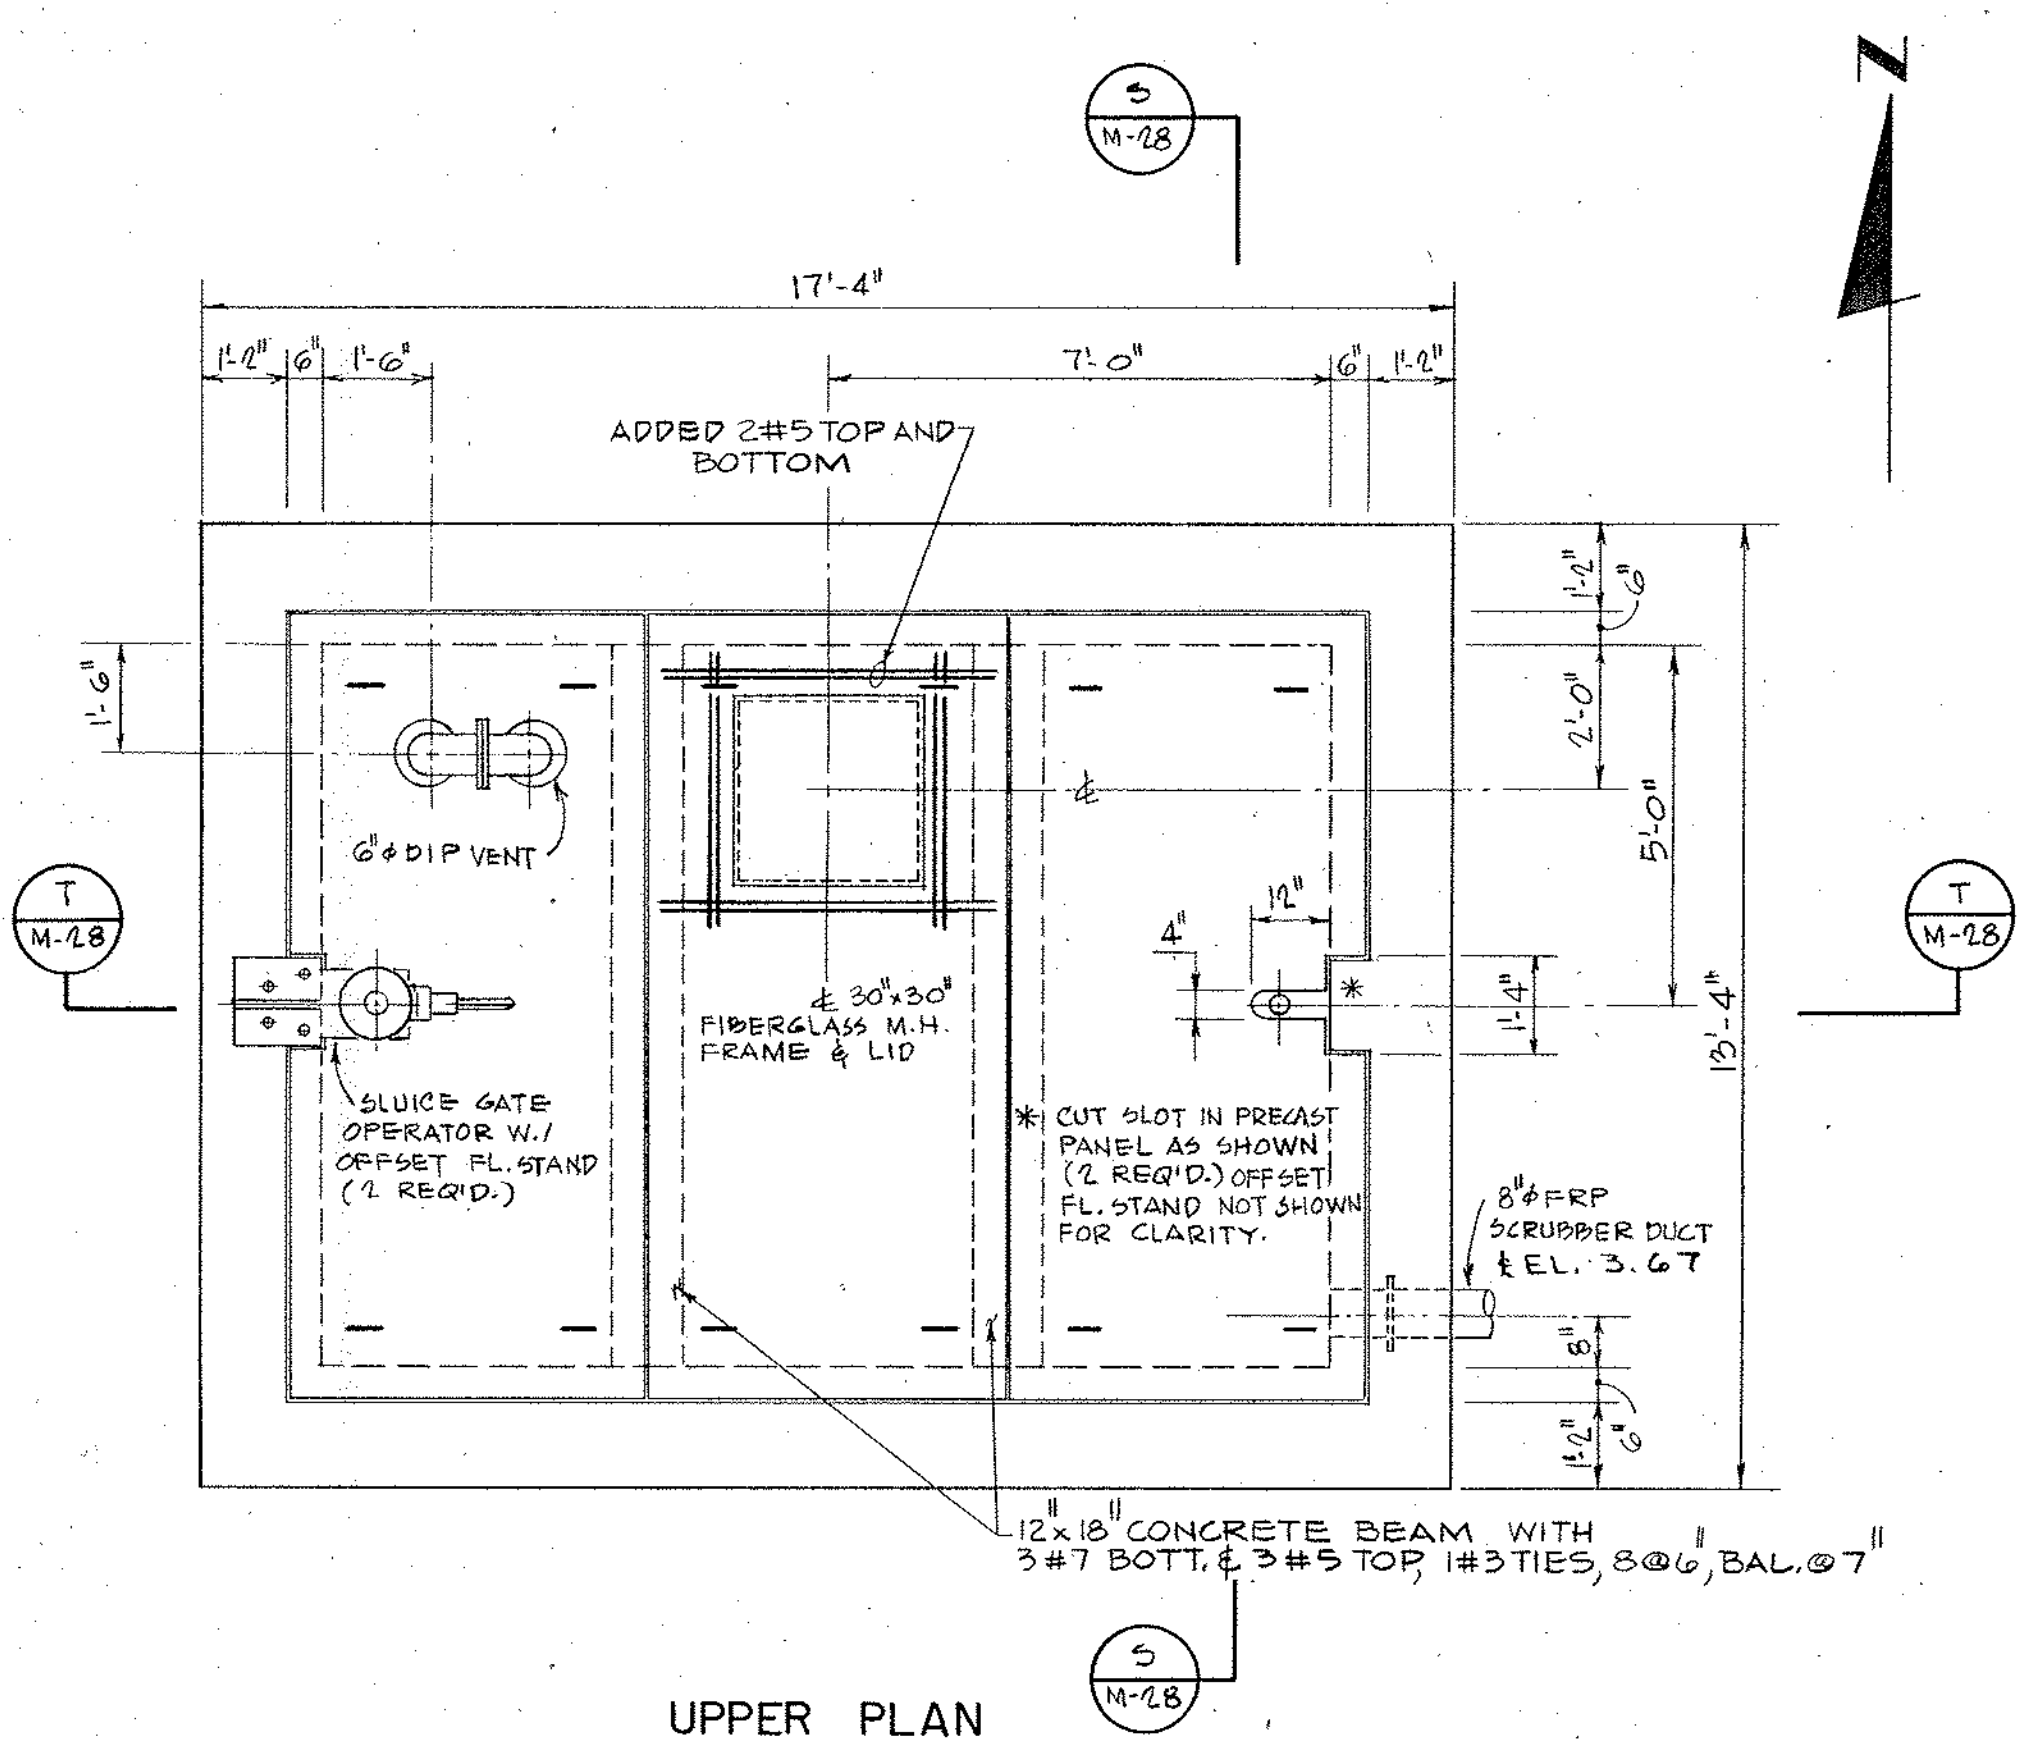 N
S
M-28
17'-4"
1'-2"
6"
1'-6"
7'-0"
6"
1'-2"
ADDED 2#5 TOP AND
BOTTOM
1'-2"
6"
1'-6"
2'-0"
5'-0"
13'-4"
℄
6"φ DIP VENT
T
M-28
T
M-28
12"
4"
*
1'-4"
℄ 30"x30"
FIBERGLASS M.H.
FRAME & LID
SLUICE GATE
OPERATOR W./
OFFSET FL. STAND
(2 REQ'D.)
* CUT SLOT IN PRECAST
PANEL AS SHOWN
(2 REQ'D.) OFFSET
FL. STAND NOT SHOWN
FOR CLARITY.
8"φ FRP
SCRUBBER DUCT
℄ EL. 3.67
8"
6"
1'-2"
12"x18" CONCRETE BEAM WITH
3#7 BOTT. & 3#5 TOP, 1#3 TIES, 8@6", BAL.@7"
S
M-28
UPPER PLAN